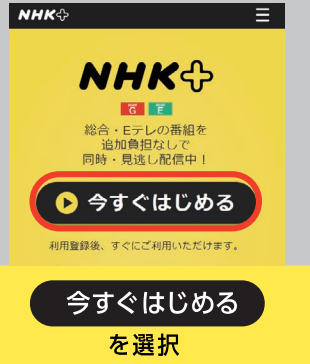 NHK+
NHK+
G E
総合・Eテレの番組を
追加負担なしで
同時・見逃し配信中！
今すぐはじめる
利用登録後、すぐにご利用いただけます。
今すぐはじめる
を選択